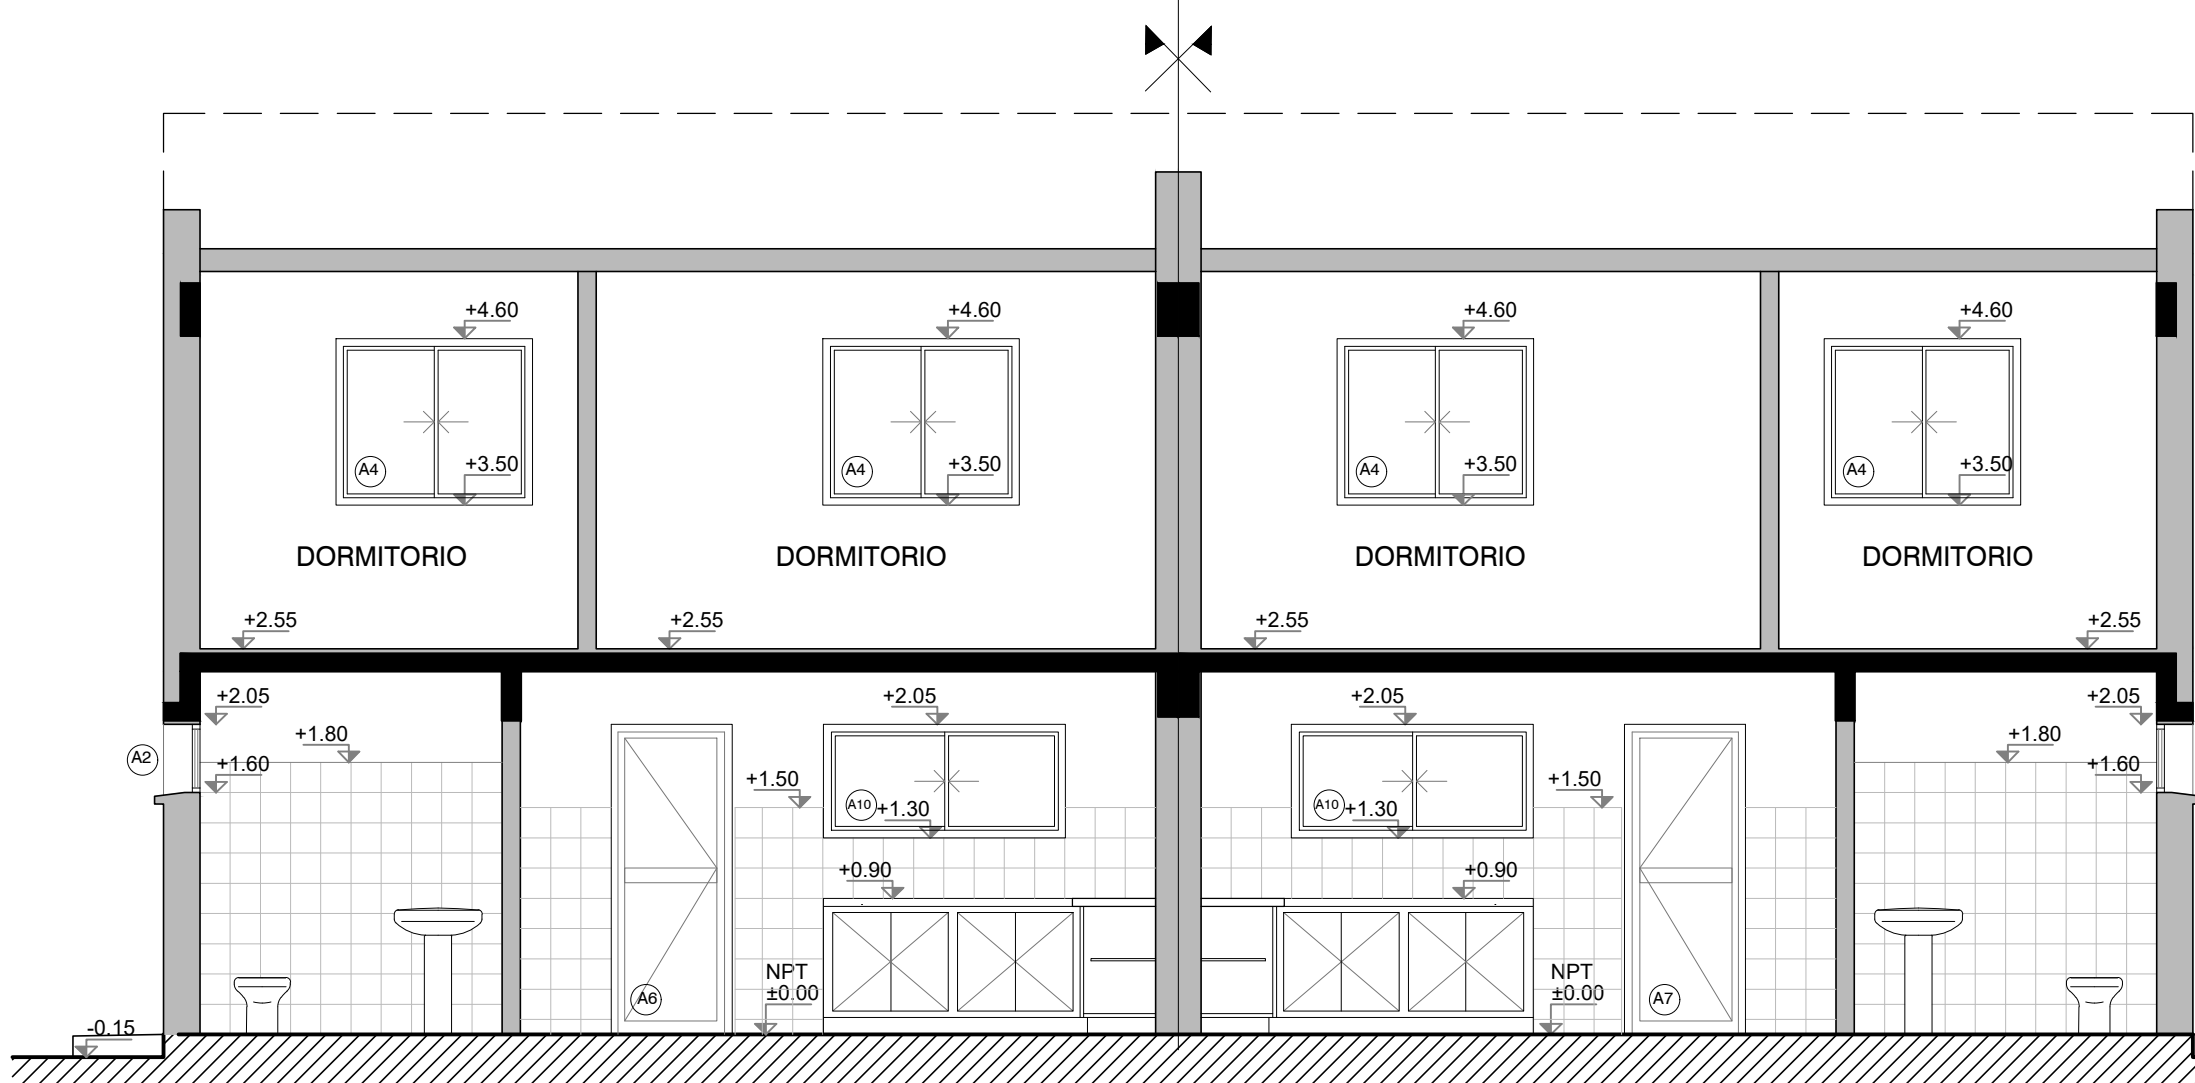 +4.60 +4.60 +4.60 +4.60
A4 +3.50 A4 +3.50 A4 +3.50 A4 +3.50
DORMITORIO DORMITORIO DORMITORIO DORMITORIO
+2.55 +2.55 +2.55 +2.55
+2.05 +2.05 +2.05 +2.05
+1.80 +1.80
A2 +1.60 +1.60
+1.50 +1.50
A10 +1.30 A10 +1.30
+0.90 +0.90
NPT NPT
±0.00 ±0.00
A6 A7
-0.15